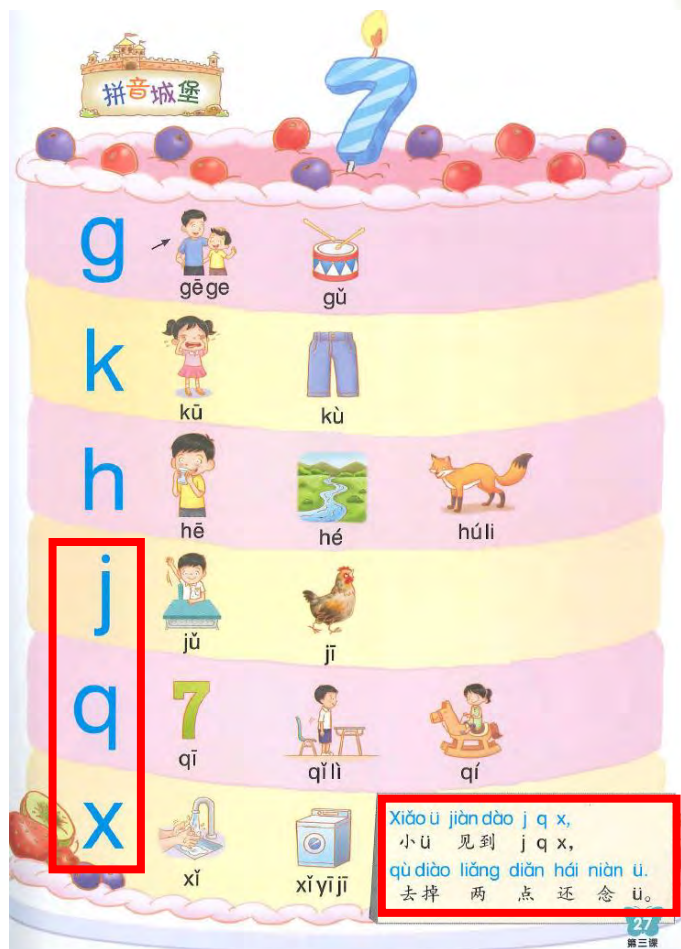 拼音城堡
7
g
gēge
gǔ
k
kū
kù
h
hē
hé
húli
j
jǔ
jī
q
7
qī
qǐlì
qí
x
xǐ
xǐyījī
Xiǎo ü jiàn dào j q x,
小ü 见到 j q x，
qù diào liǎng diǎn hái niàn ü.
去掉 两 点 还 念 ü。
27
第三课